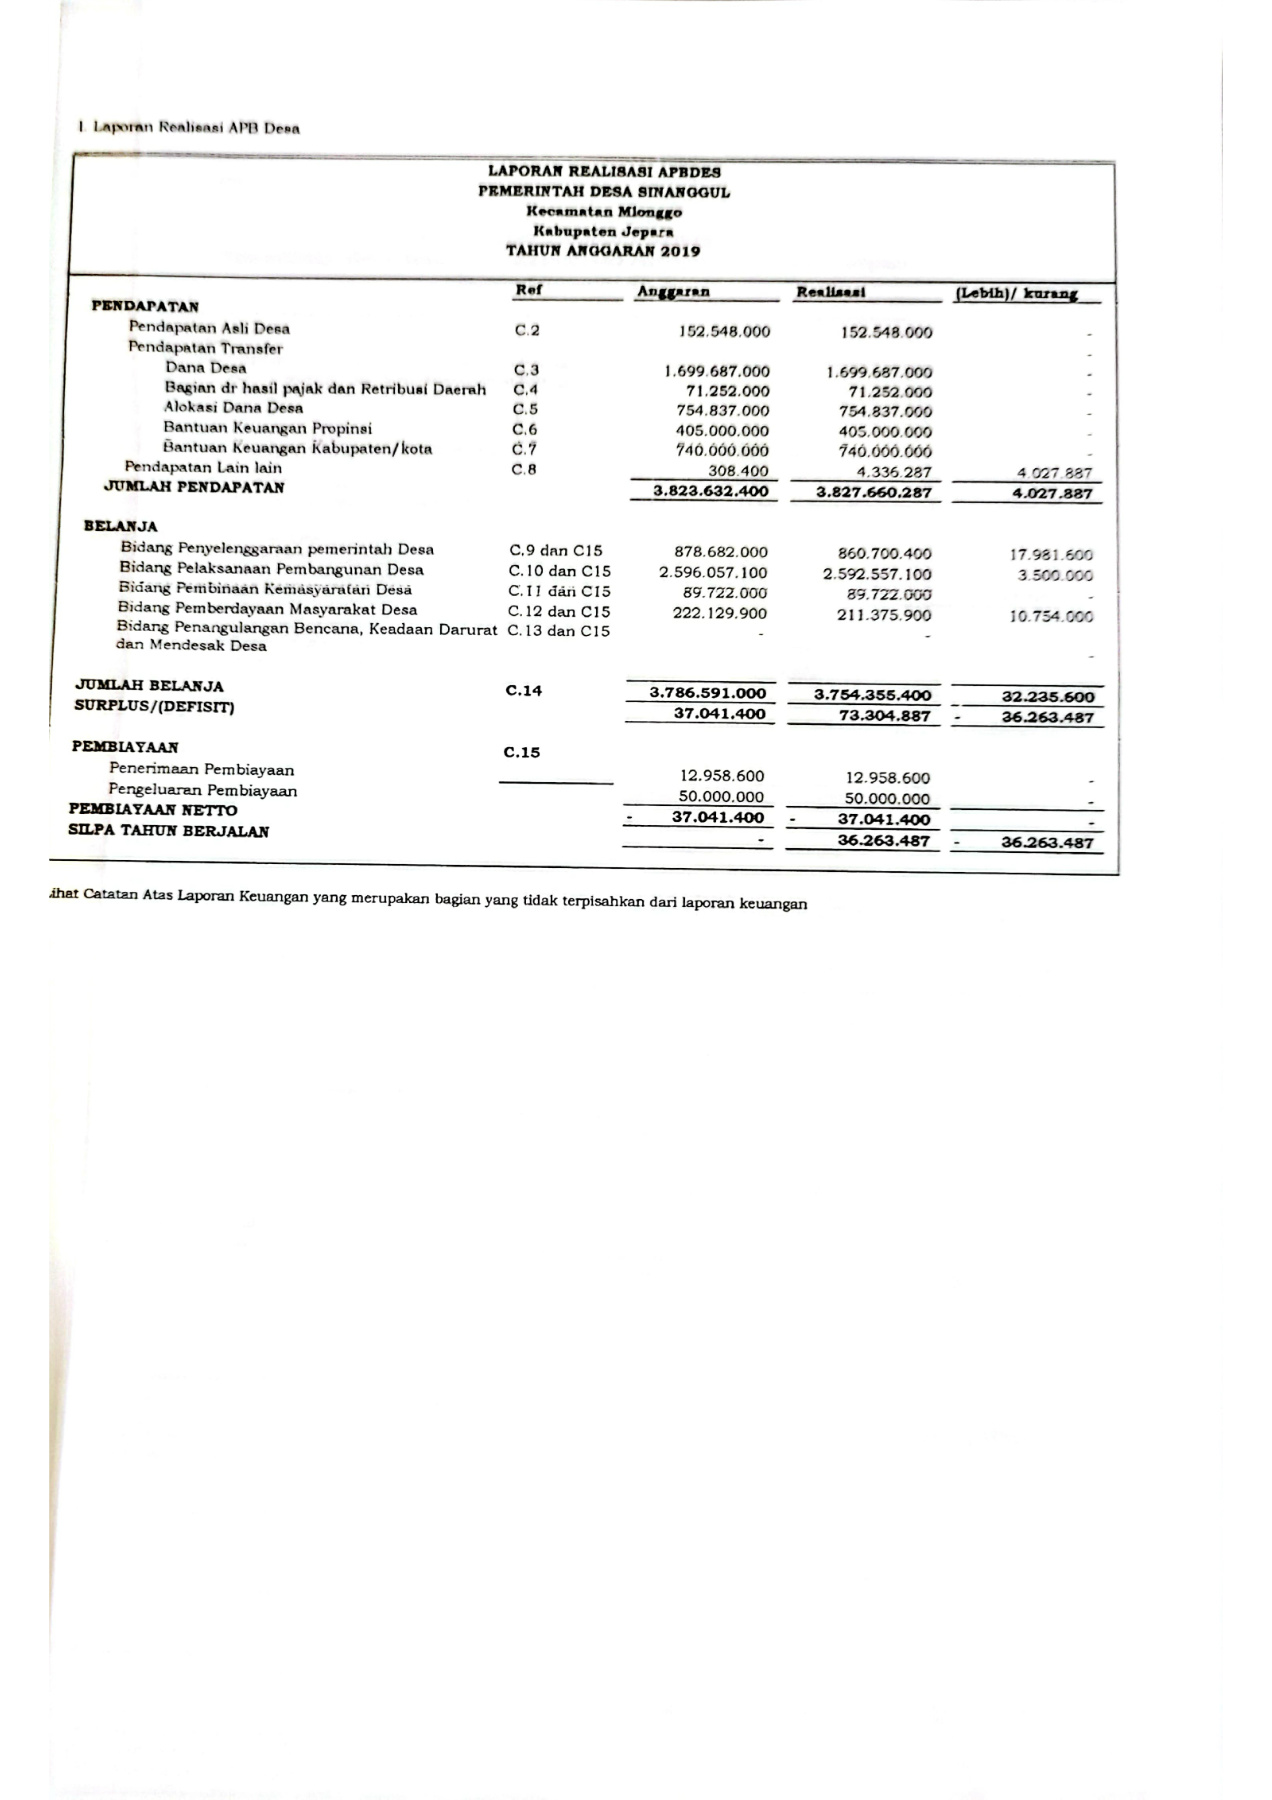 I. Laporan Realisasi APB Desa
LAPORAN REALISASI APBDES
PEMERINTAH DESA SINANGGUL
Kecamatan Mlonggo
Kabupaten Jepara
TAHUN ANGGARAN 2019
Ref Anggaran Realisasi (Lebih)/ kurang
PENDAPATAN
Pendapatan Asli Desa C.2 152.548.000 152.548.000 -
Pendapatan Transfer -
Dana Desa C.3 1.699.687.000 1.699.687.000 -
Bagian dr hasil pajak dan Retribusi Daerah C.4 71.252.000 71.252.000 -
Alokasi Dana Desa C.5 754.837.000 754.837.000 -
Bantuan Keuangan Propinsi C.6 405.000.000 405.000.000 -
Bantuan Keuangan Kabupaten/kota C.7 740.000.000 740.000.000 -
Pendapatan Lain lain C.8 308.400 4.336.287 4.027.887
JUMLAH PENDAPATAN 3.823.632.400 3.827.660.287 4.027.887
BELANJA
Bidang Penyelenggaraan pemerintah Desa C.9 dan C15 878.682.000 860.700.400 17.981.600
Bidang Pelaksanaan Pembangunan Desa C.10 dan C15 2.596.057.100 2.592.557.100 3.500.000
Bidang Pembinaan Kemasyaratan Desa C.11 dan C15 89.722.000 89.722.000 -
Bidang Pemberdayaan Masyarakat Desa C.12 dan C15 222.129.900 211.375.900 10.754.000
Bidang Penangulangan Bencana, Keadaan Darurat C.13 dan C15 - -
dan Mendesak Desa -
JUMLAH BELANJA C.14 3.786.591.000 3.754.355.400 32.235.600
SURPLUS/(DEFISIT) 37.041.400 73.304.887 - 36.263.487
PEMBIAYAAN C.15
Penerimaan Pembiayaan 12.958.600 12.958.600 -
Pengeluaran Pembiayaan 50.000.000 50.000.000 -
PEMBIAYAAN NETTO - 37.041.400 - 37.041.400 -
SILPA TAHUN BERJALAN - 36.263.487 - 36.263.487
ihat Catatan Atas Laporan Keuangan yang merupakan bagian yang tidak terpisahkan dari laporan keuangan